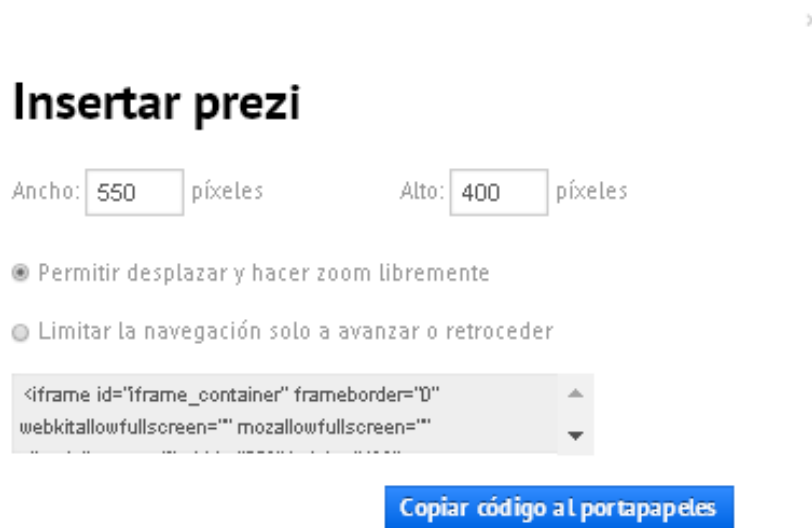 Insertar prezi
Ancho: 550 píxeles Alto: 400 píxeles
Permitir desplazar y hacer zoom libremente
Limitar la navegación solo a avanzar o retroceder
<iframe id="iframe_container" frameborder="0"
webkitallowfullscreen="" mozallowfullscreen=""
Copiar código al portapapeles